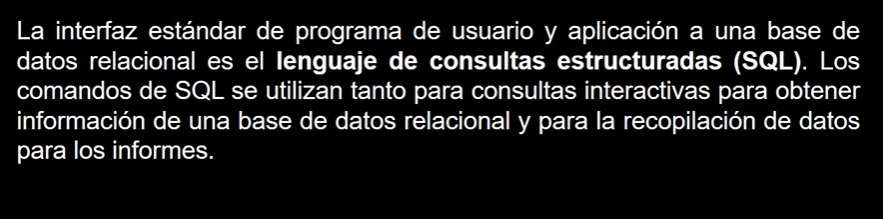 La interfaz estándar de programa de usuario y aplicación a una base de
datos relacional es el lenguaje de consultas estructuradas (SQL). Los
comandos de SQL se utilizan tanto para consultas interactivas para obtener
información de una base de datos relacional y para la recopilación de datos
para los informes.